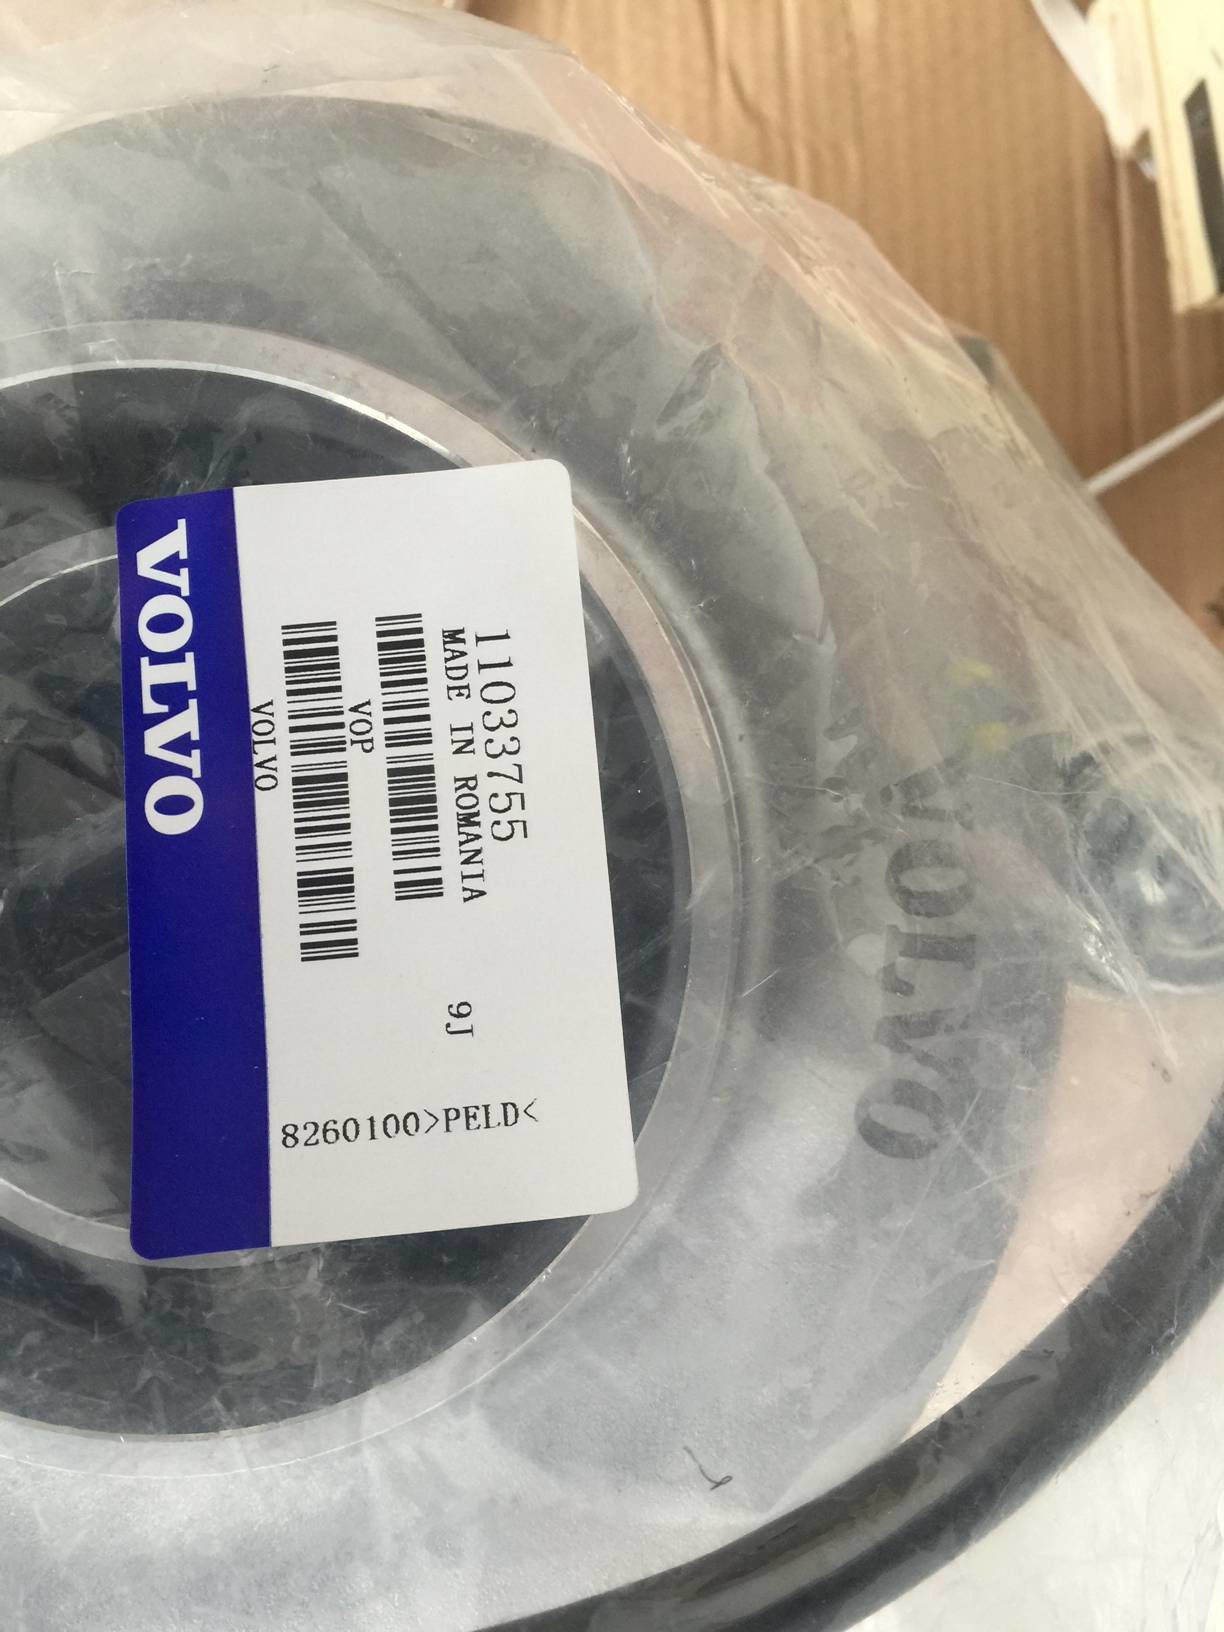 11033755
MADE IN ROMANIA 9J
VOP
VOLVO
8260100>PELD<
VOLVO
VOLVO